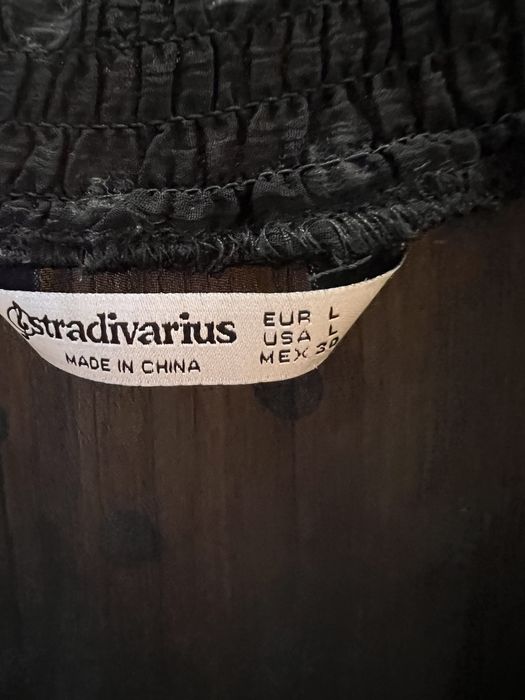 stradivarius
MADE IN CHINA
EUR L
USA L
MEX 30